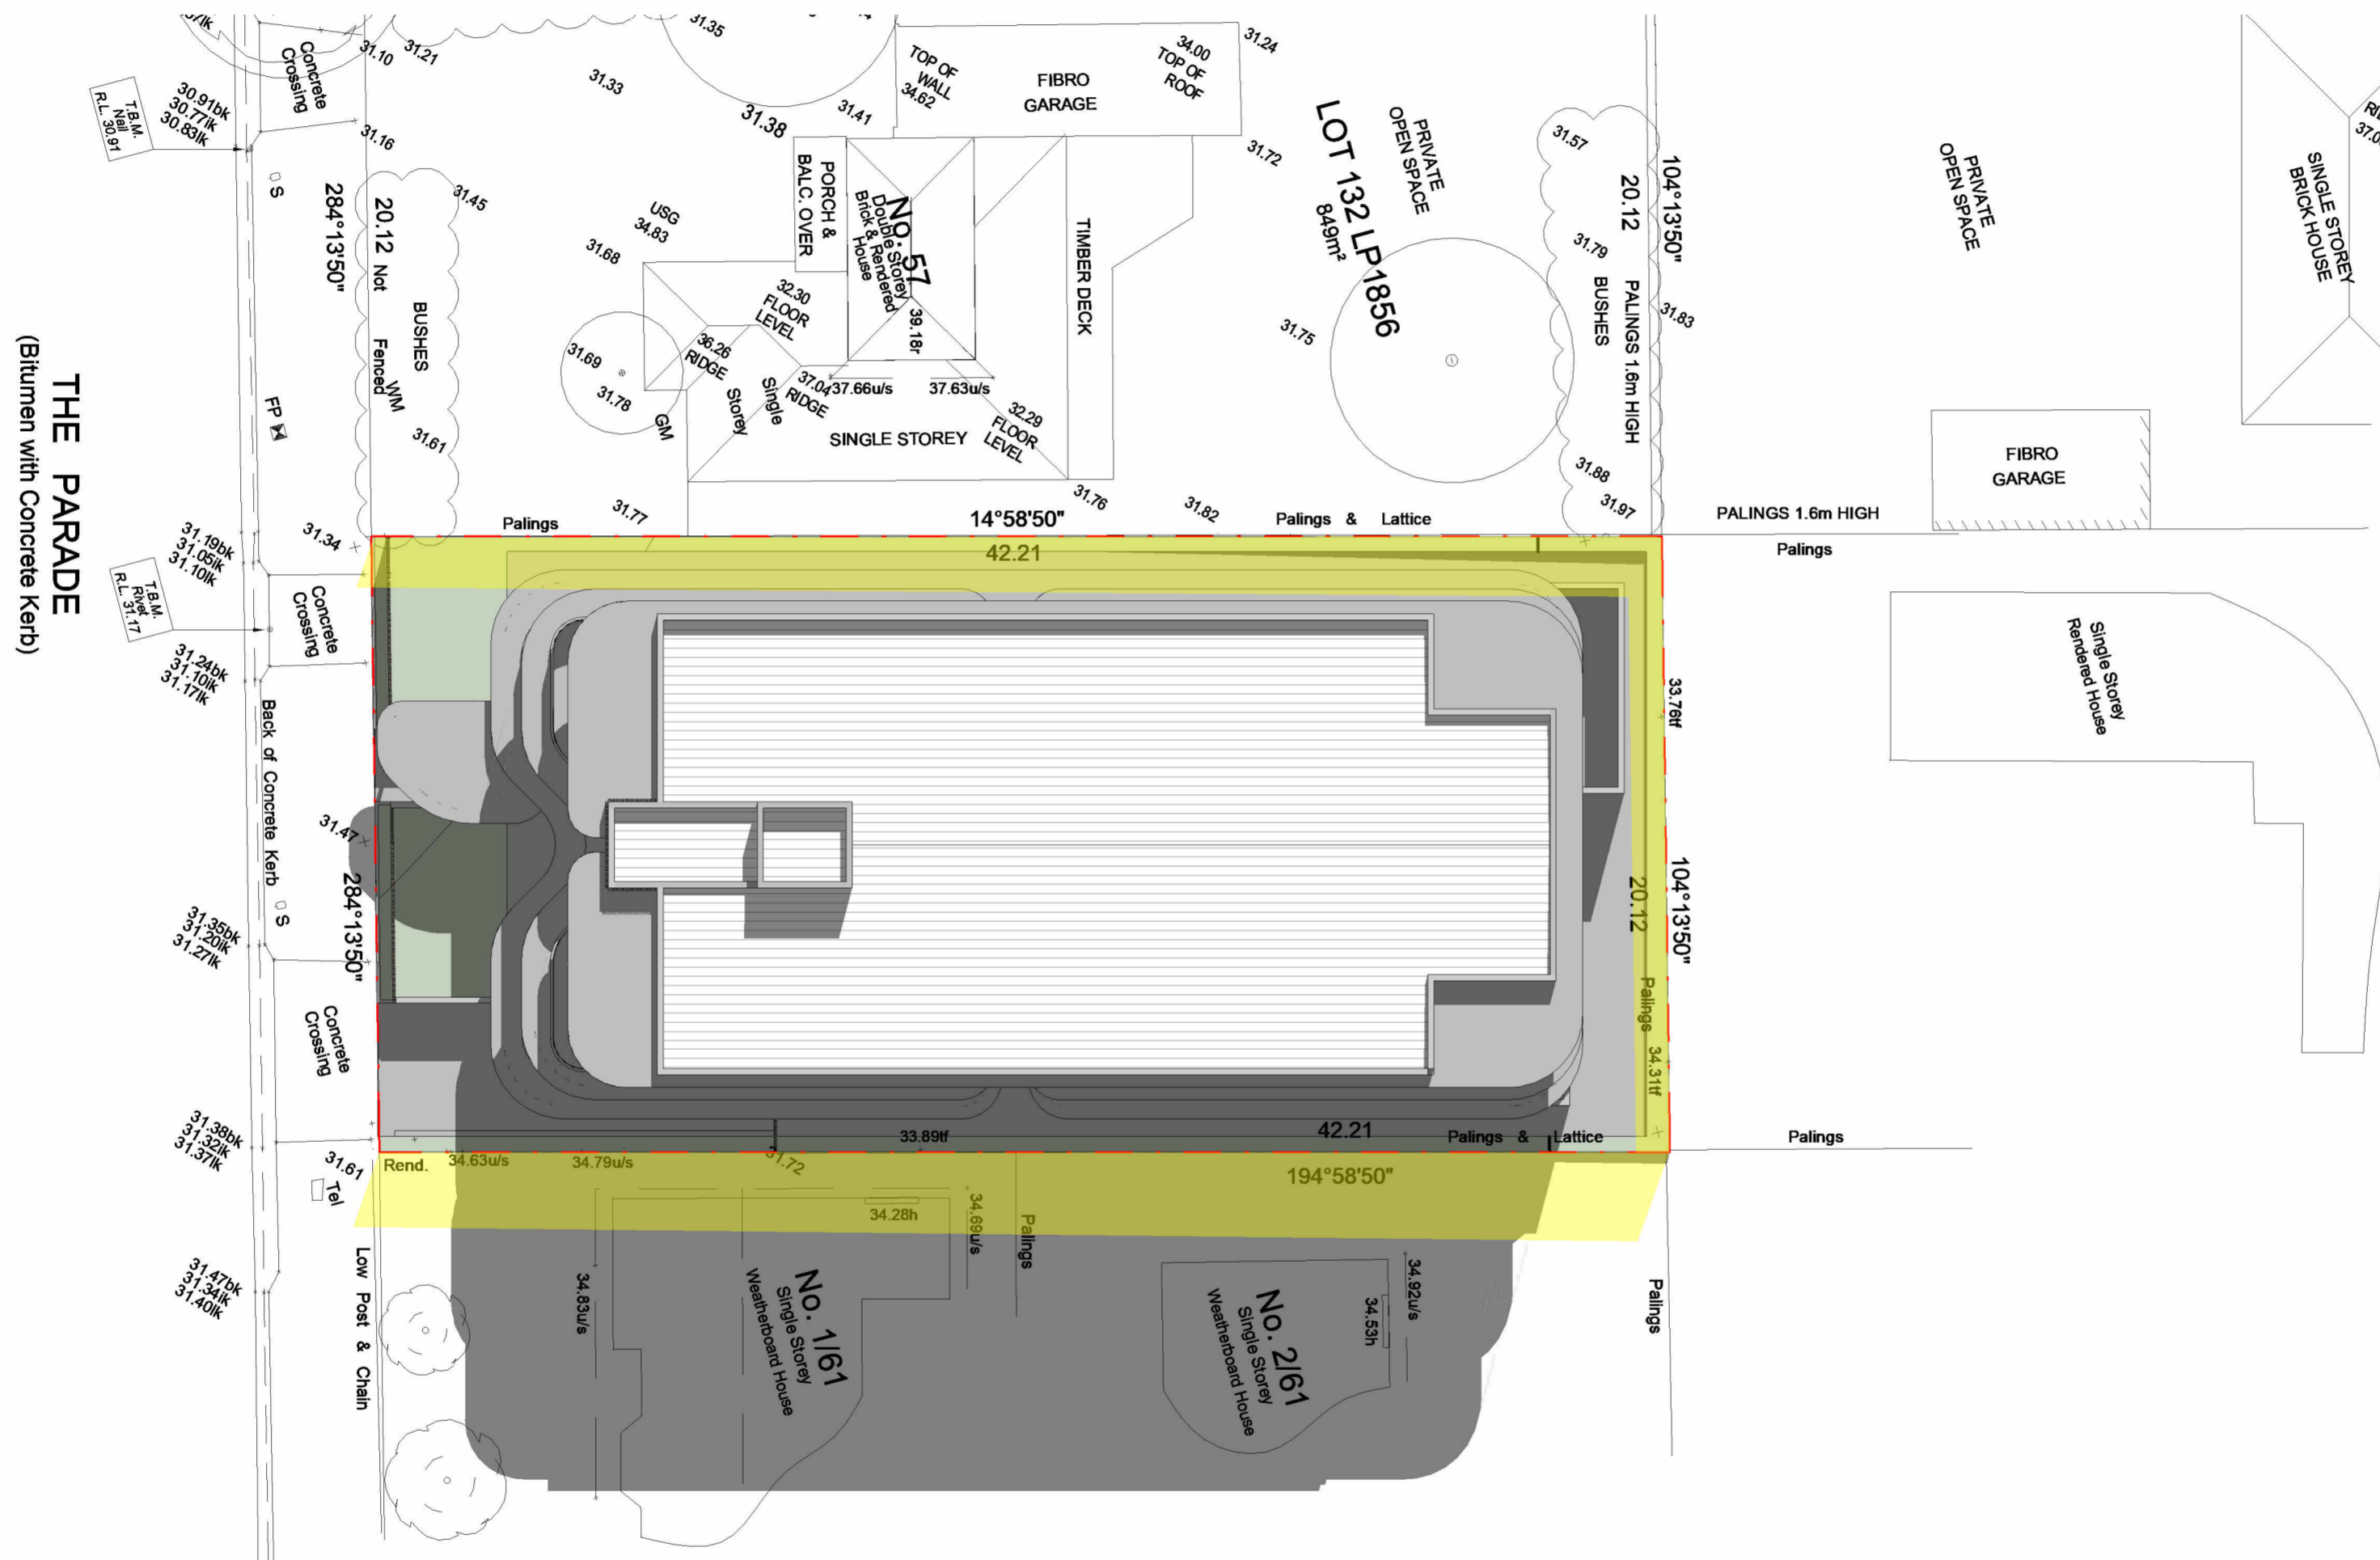 31.35
31.24
TOP OF
WALL
34.62
FIBRO
GARAGE
34.00
TOP OF
ROOF
Concrete
Crossing
31.10
31.21
31.33
31.41
31.38
T.B.M.
Nail
R.L. 30.91
30.91bk
30.77ik
30.83lk
31.16
31.72
LOT 132 LP1856
849m²
PRIVATE
OPEN SPACE
31.57
104°13'50"
20.12
PRIVATE
OPEN SPACE
SINGLE STOREY
BRICK HOUSE
S
284°13'50"
20.12
Not Fenced
31.45
USG
34.83
31.68
PORCH &
BALC. OVER
No. 57
Double Storey
Brick & Rendered
House
TIMBER DECK
31.79
BUSHES
PALINGS 1.6m HIGH
31.83
BUSHES
32.30
FLOOR
LEVEL
39.18r
31.75
31.69
31.78
36.26
RIDGE
37.04
RIDGE
37.66u/s
37.63u/s
Single
Storey
SINGLE STOREY
32.29
FLOOR
LEVEL
FP
WM
31.61
GM
31.88
31.97
FIBRO
GARAGE
THE PARADE
(Bitumen with Concrete Kerb)
31.77
31.76
31.82
Palings
14°58'50"
Palings & Lattice
PALINGS 1.6m HIGH
Palings
42.21
31.19bk
31.05ik
31.10lk
31.34
T.B.M.
Rivet
R.L. 31.17
Concrete
Crossing
31.24bk
31.10ik
31.17lk
Single Storey
Rendered House
33.76tf
Back of Concrete Kerb
31.47
284°13'50"
S
31.35bk
31.20ik
31.27lk
20.12
104°13'50"
Palings
34.31tf
Concrete
Crossing
31.38bk
31.32ik
31.37lk
31.61
Tel
33.89tf
42.21
Palings & Lattice
Palings
Rend.
34.63u/s
34.79u/s
31.72
194°58'50"
34.28h
34.69u/s
Palings
Low Post & Chain
31.47bk
31.34ik
31.40lk
34.83u/s
No. 1/61
Single Storey
Weatherboard House
No. 2/61
Single Storey
Weatherboard House
34.53h
34.92u/s
Palings